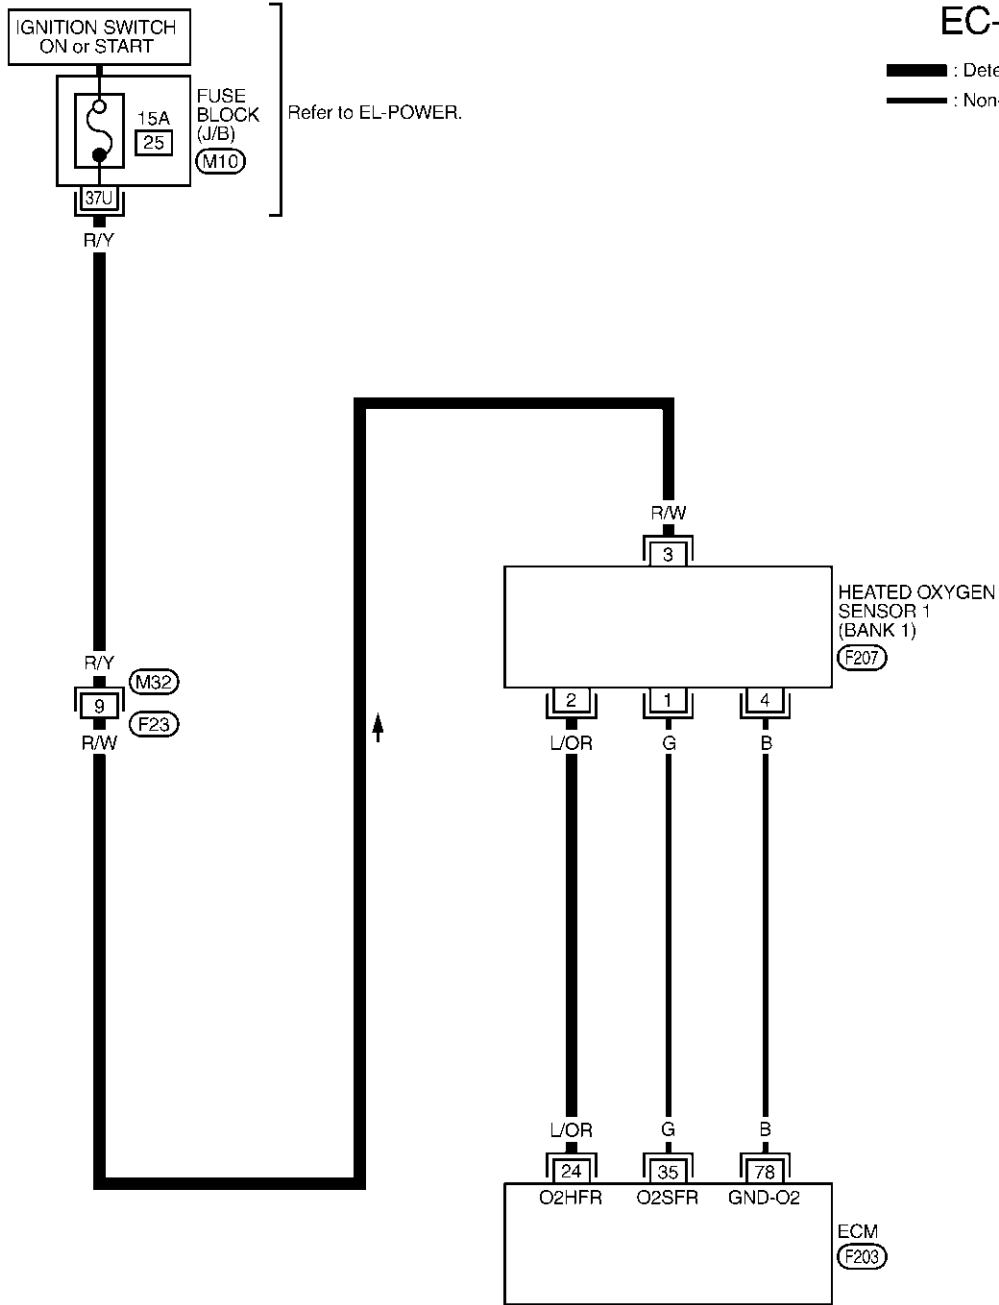 IGNITION SWITCH
ON or START
EC-
: Dete
: Non-
FUSE
BLOCK
(J/B)
M10
15A
25
Refer to EL-POWER.
37U
R/Y
R/W
3
HEATED OXYGEN
SENSOR 1
(BANK 1)
F207
R/Y
M32
9
F23
R/W
2
1
4
L/OR
G
B
L/OR
G
B
24
35
78
O2HFR
O2SFR
GND-O2
ECM
F203